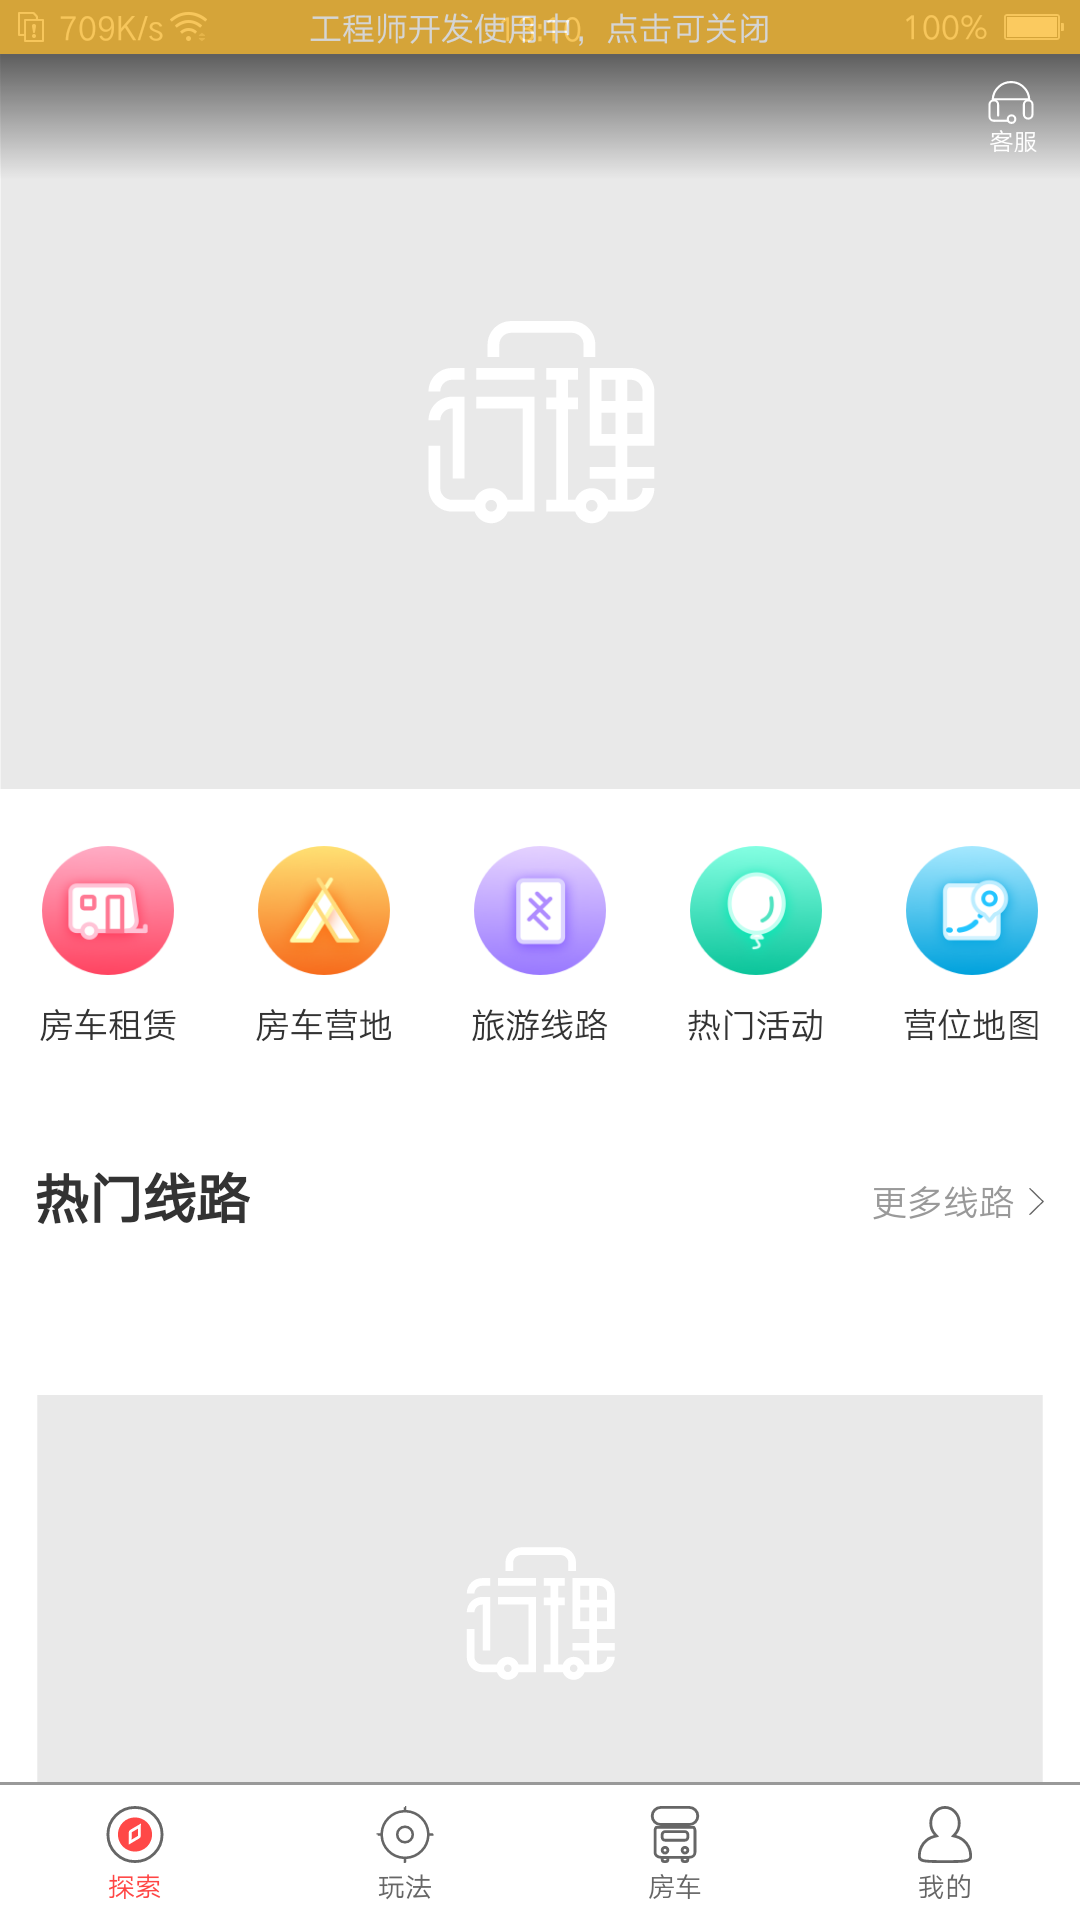 709K/s 工程师开发使用中，点击可关闭 100%
客服
行理
房车租赁 房车营地 旅游线路 热门活动 营位地图
热门线路 更多线路
行理
探索 玩法 房车 我的